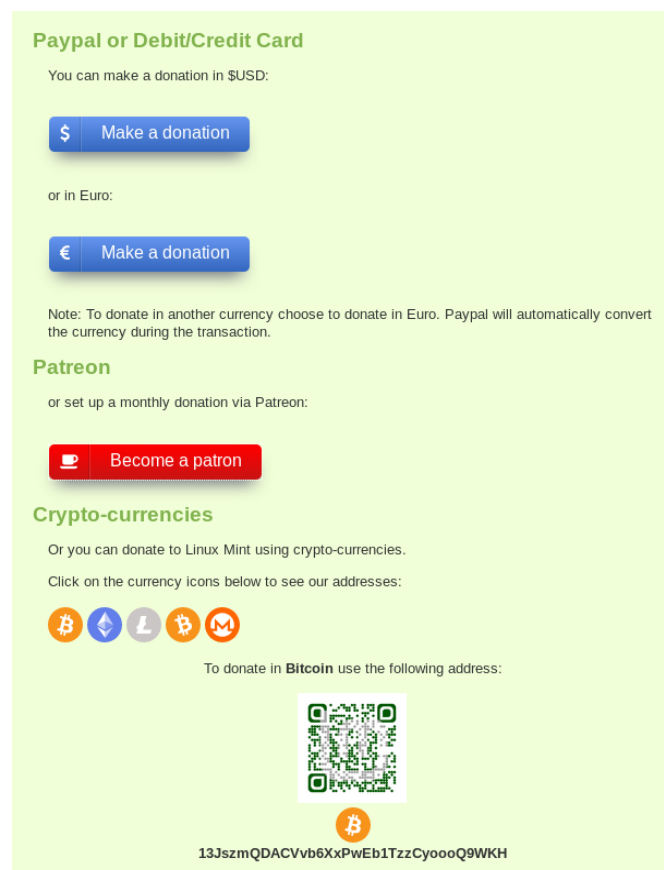 Paypal or Debit/Credit Card
You can make a donation in $USD:
$ Make a donation
or in Euro:
€ Make a donation
Note: To donate in another currency choose to donate in Euro. Paypal will automatically convert
the currency during the transaction.
Patreon
or set up a monthly donation via Patreon:
Become a patron
Crypto-currencies
Or you can donate to Linux Mint using crypto-currencies.
Click on the currency icons below to see our addresses:
To donate in Bitcoin use the following address:
13JszmQDACVvb6XxPwEb1TzzCyoooQ9WKH